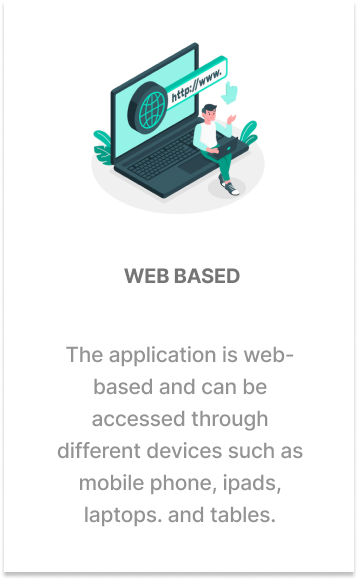 http://www.
WEB BASED
The application is web-
based and can be
accessed through
different devices such as
mobile phone, ipads,
laptops. and tables.